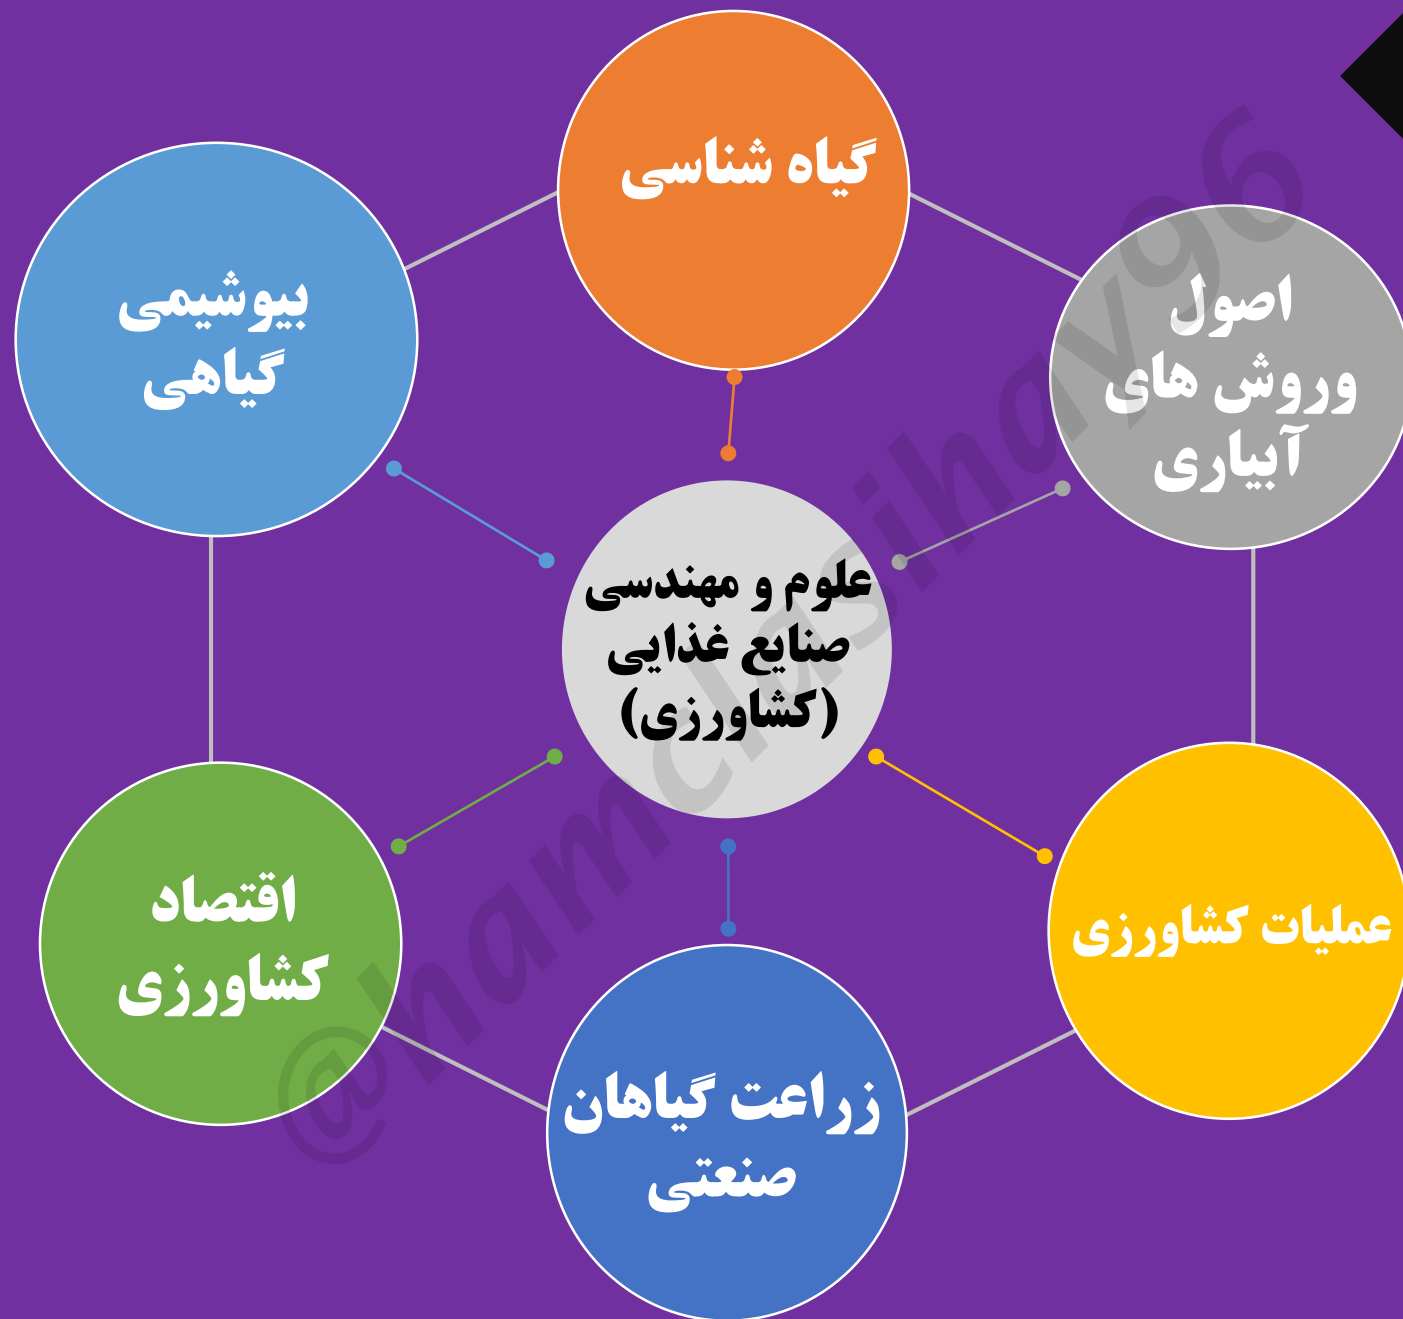 گیاه شناسی
اصول
وروش های
آبیاری
بیوشیمی
گیاهی
علوم و مهندسی
صنایع غذایی
(کشاورزی)
عملیات کشاورزی
اقتصاد
کشاورزی
زراعت گیاهان
صنعتی
@hamclasihay96